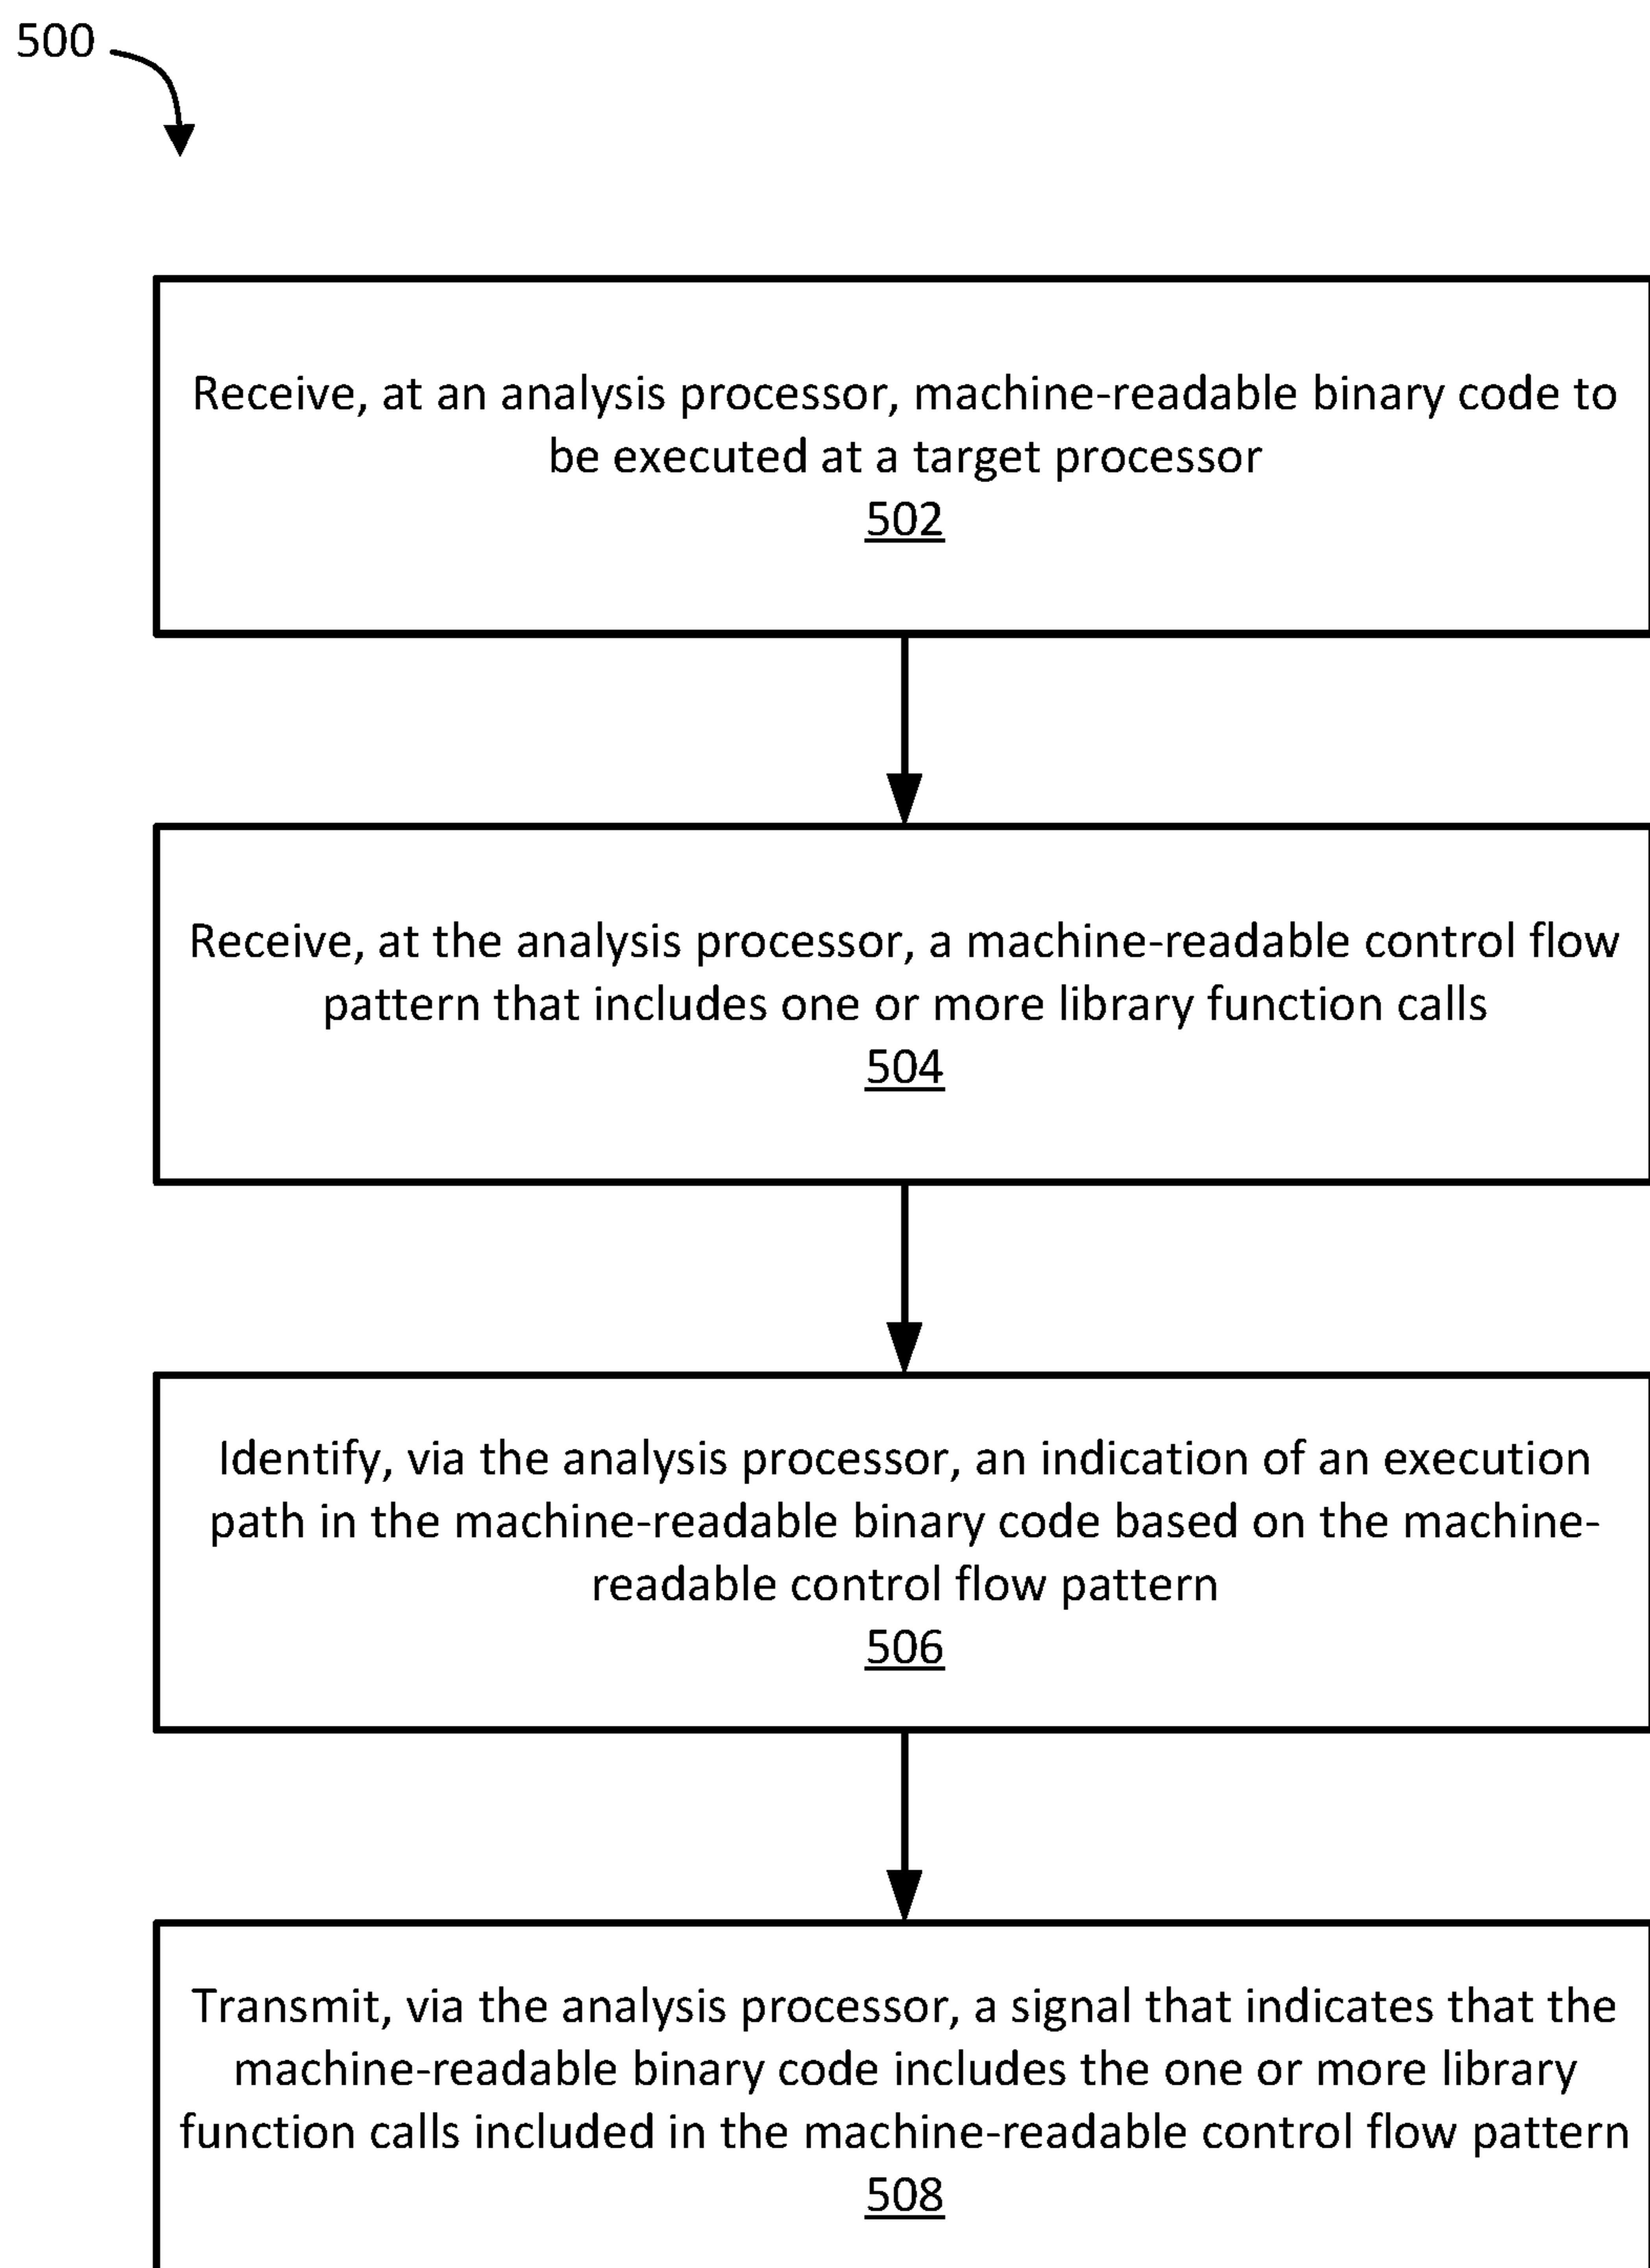 500
Receive, at an analysis processor, machine-readable binary code to
be executed at a target processor
502
Receive, at the analysis processor, a machine-readable control flow
pattern that includes one or more library function calls
504
Identify, via the analysis processor, an indication of an execution
path in the machine-readable binary code based on the machine-
readable control flow pattern
506
Transmit, via the analysis processor, a signal that indicates that the
machine-readable binary code includes the one or more library
function calls included in the machine-readable control flow pattern
508